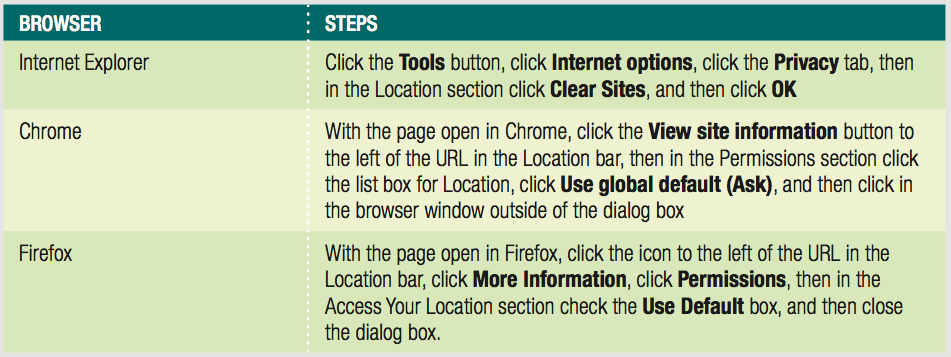 BROWSER STEPS
Internet Explorer Click the Tools button, click Internet options, click the Privacy tab, then
in the Location section click Clear Sites, and then click OK
Chrome With the page open in Chrome, click the View site information button to
the left of the URL in the Location bar, then in the Permissions section click
the list box for Location, click Use global default (Ask), and then click in
the browser window outside of the dialog box
Firefox With the page open in Firefox, click the icon to the left of the URL in the
Location bar, click More Information, click Permissions, then in the
Access Your Location section check the Use Default box, and then close
the dialog box.